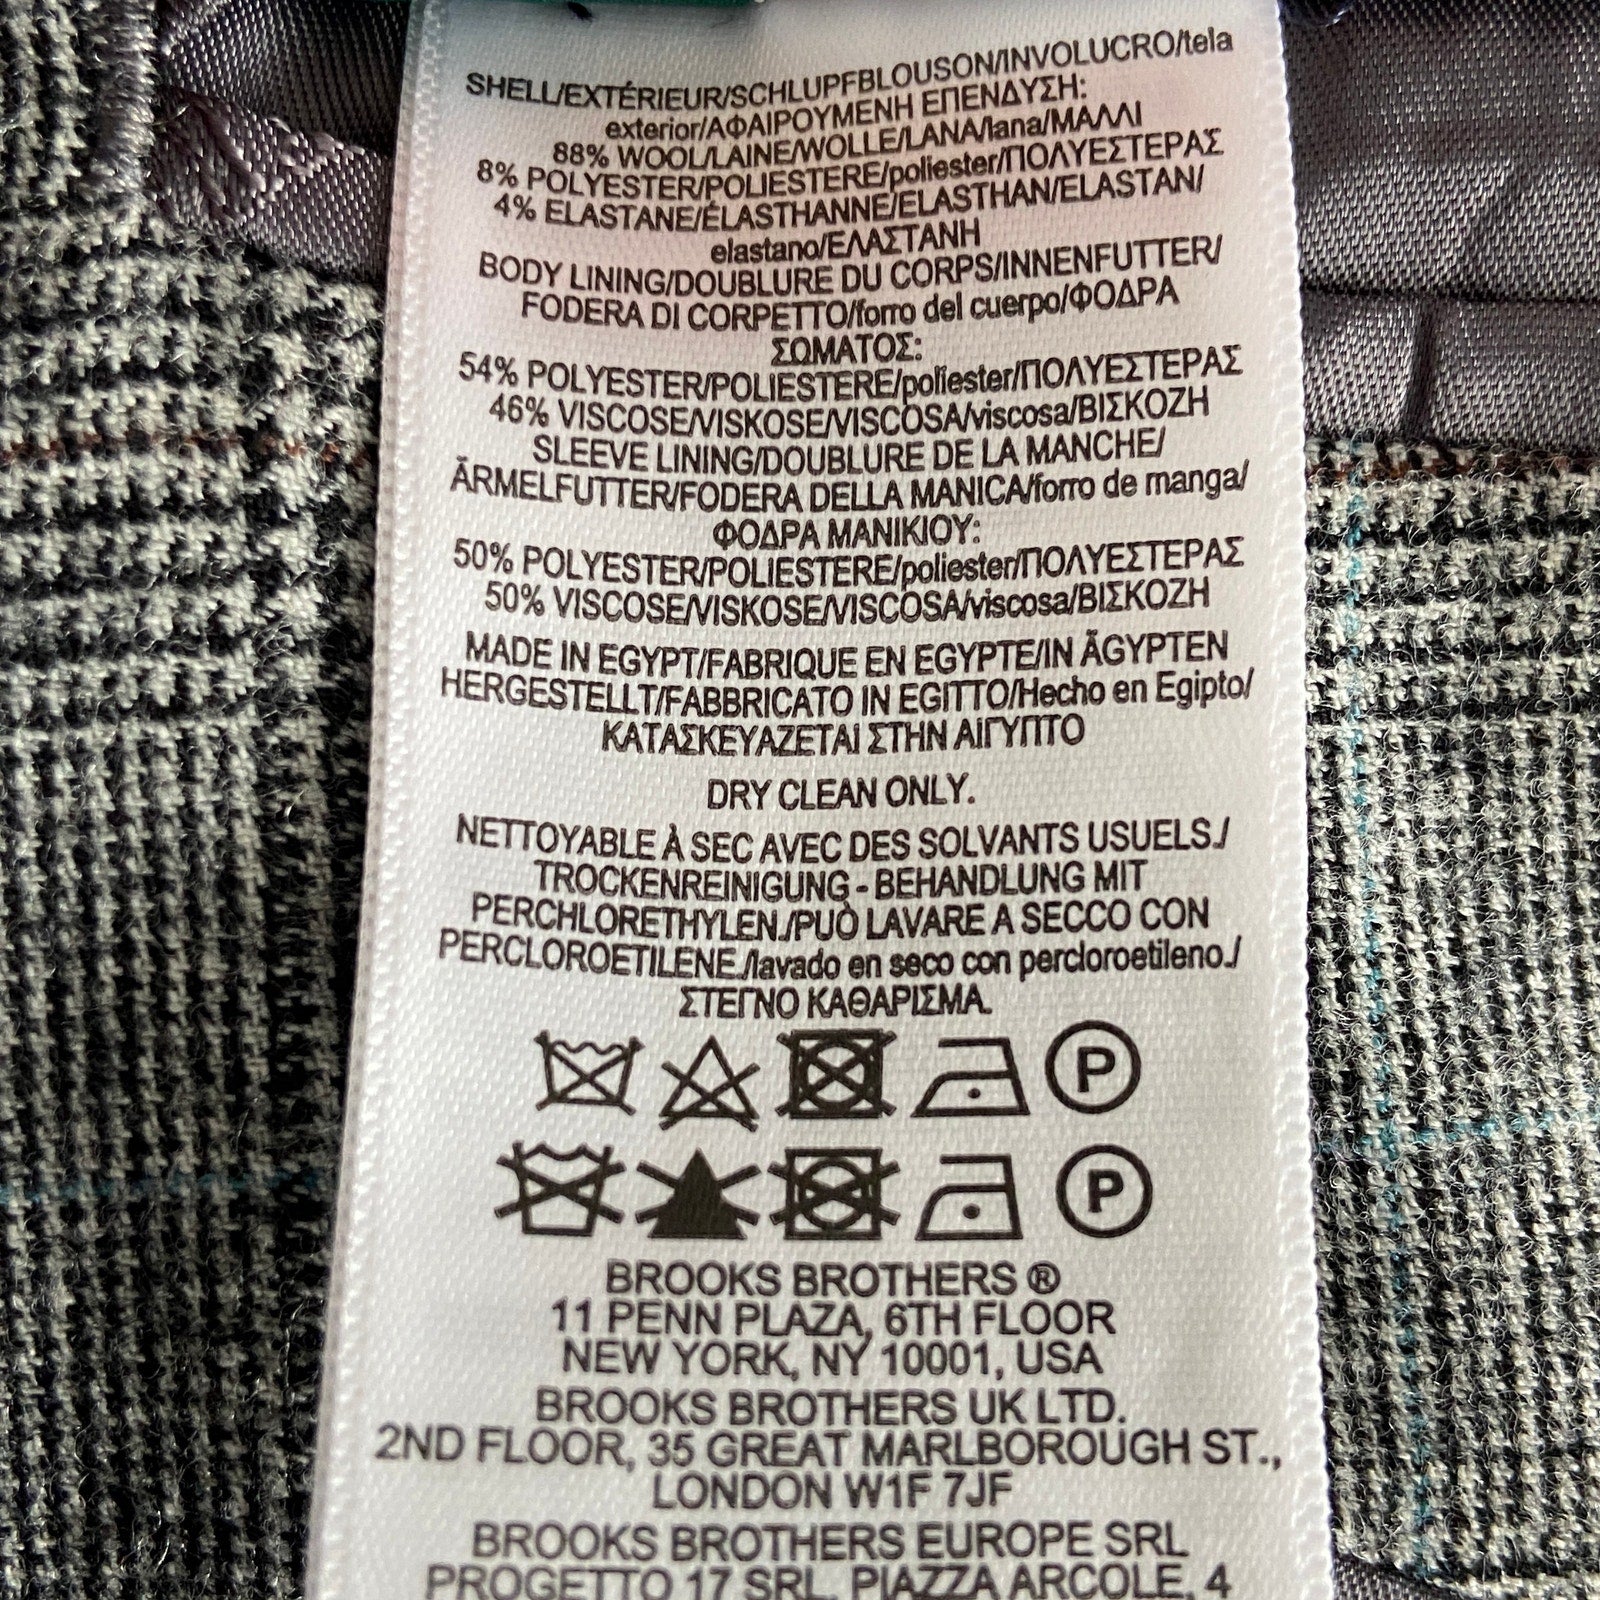 SHELL/EXTÉRIEUR/SCHLUPFBLOUSON/INVOLUCRO/tela
exterior/ΑΦΑΙΡΟΥΜΕΝΗ ΕΠΕΝΔΥΣΗ:
88% WOOL/LAINE/WOLLE/LANA/lana/ΜΑΛΛΙ
8% POLYESTER/POLIESTERE/poliester/ΠΟΛΥΕΣΤΕΡΑΣ
4% ELASTANE/ÉLASTHANNE/ELASTHAN/ELASTAN/
elastano/ΕΛΑΣΤΑΝΗ
BODY LINING/DOUBLURE DU CORPS/INNENFUTTER/
FODERA DI CORPETTO/forro del cuerpo/ΦΟΔΡΑ
ΣΩΜΑΤΟΣ:
54% POLYESTER/POLIESTERE/poliester/ΠΟΛΥΕΣΤΕΡΑΣ
46% VISCOSE/VISKOSE/VISCOSA/viscosa/ΒΙΣΚΟΖΗ
SLEEVE LINING/DOUBLURE DE LA MANCHE/
ÄRMELFUTTER/FODERA DELLA MANICA/forro de manga/
ΦΟΔΡΑ ΜΑΝΙΚΙΟΥ:
50% POLYESTER/POLIESTERE/poliester/ΠΟΛΥΕΣΤΕΡΑΣ
50% VISCOSE/VISKOSE/VISCOSA/viscosa/ΒΙΣΚΟΖΗ
MADE IN EGYPT/FABRIQUE EN EGYPTE/IN ÄGYPTEN
HERGESTELLT/FABBRICATO IN EGITTO/Hecho en Egipto/
ΚΑΤΑΣΚΕΥΑΖΕΤΑΙ ΣΤΗΝ ΑΙΓΥΠΤΟ
DRY CLEAN ONLY.
NETTOYABLE À SEC AVEC DES SOLVANTS USUELS./
TROCKENREINIGUNG - BEHANDLUNG MIT
PERCHLORETHYLEN./PUÒ LAVARE A SECCO CON
PERCLOROETILENE./lavado en seco con percloroetileno./
ΣΤΕΓΝΟ ΚΑΘΑΡΙΣΜΑ.
P
P
BROOKS BROTHERS ®
11 PENN PLAZA, 6TH FLOOR
NEW YORK, NY 10001, USA
BROOKS BROTHERS UK LTD.
2ND FLOOR, 35 GREAT MARLBOROUGH ST.,
LONDON W1F 7JF
BROOKS BROTHERS EUROPE SRL
PROGETTO 17 SRL, PIAZZA ARCOLE, 4